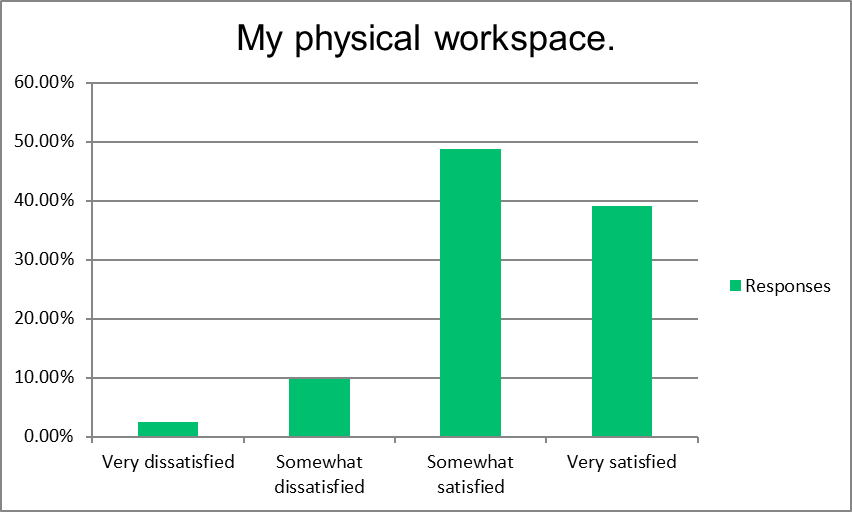 My physical workspace.
60.00%
50.00%
40.00%
30.00%
20.00%
10.00%
0.00%
Very dissatisfied
Somewhat
dissatisfied
Somewhat
satisfied
Very satisfied
Responses